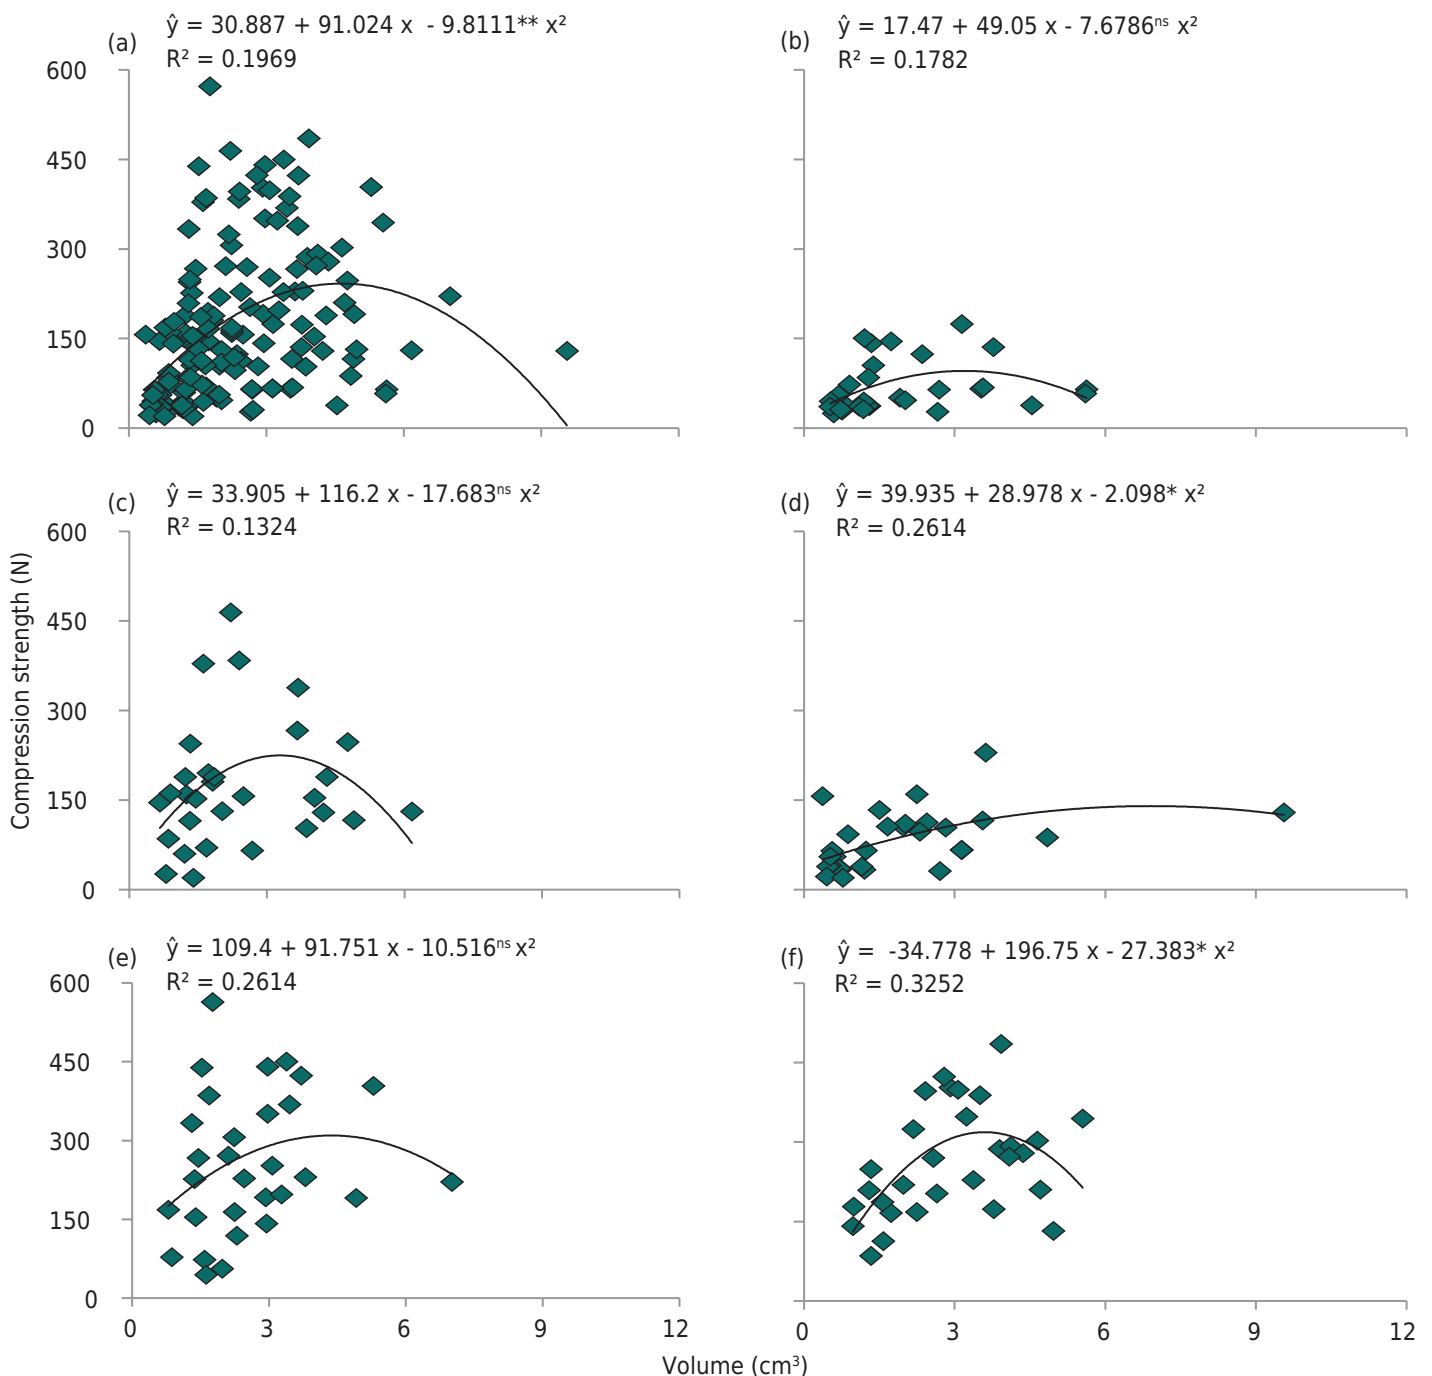 (a) ŷ = 30.887 + 91.024 x - 9.8111** x²
R² = 0.1969
(b) ŷ = 17.47 + 49.05 x - 7.6786ⁿˢ x²
R² = 0.1782
600
450
300
150
0
(c) ŷ = 33.905 + 116.2 x - 17.683ⁿˢ x²
R² = 0.1324
(d) ŷ = 39.935 + 28.978 x - 2.098* x²
R² = 0.2614
600
450
300
150
0
Compression strength (N)
(e) ŷ = 109.4 + 91.751 x - 10.516ⁿˢ x²
R² = 0.2614
(f) ŷ = -34.778 + 196.75 x - 27.383* x²
R² = 0.3252
600
450
300
150
0
0 3 6 9 12
0 3 6 9 12
Volume (cm³)